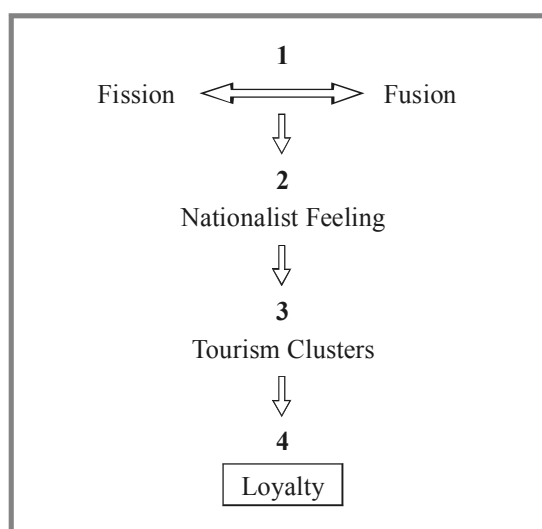 1
Fission Fusion
2
Nationalist Feeling
3
Tourism Clusters
4
Loyalty